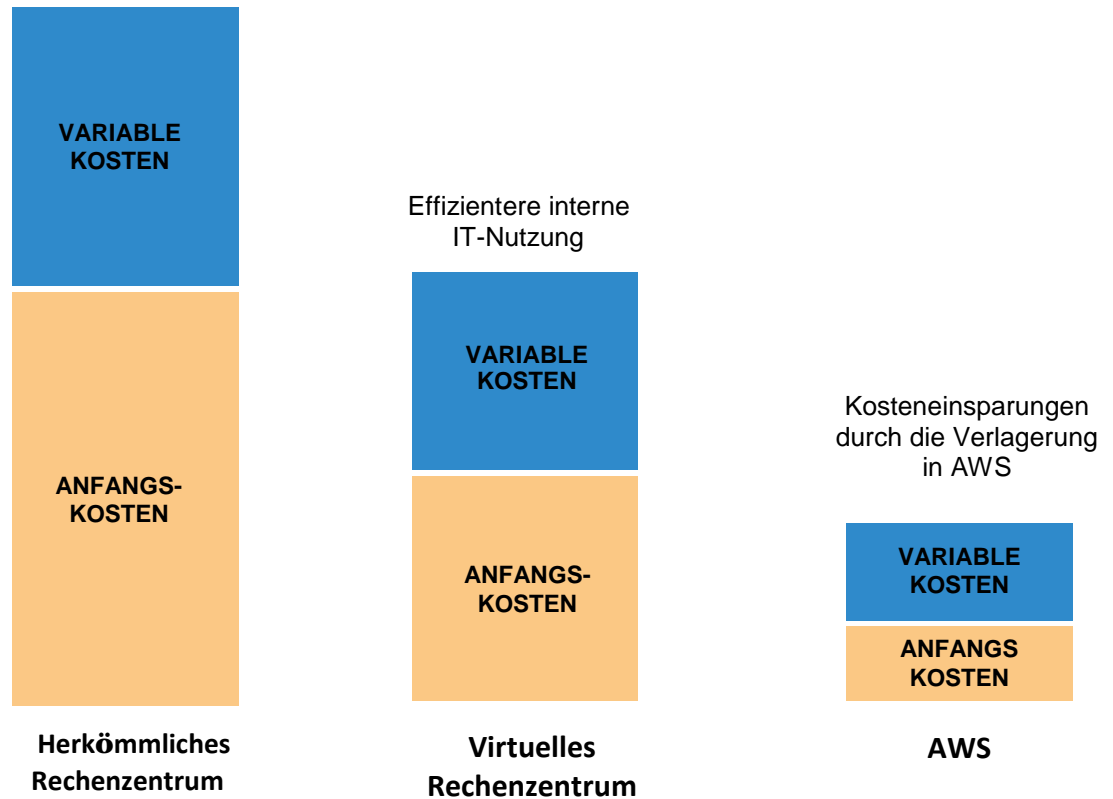 VARIABLE
KOSTEN
ANFANGS-
KOSTEN
Herkömmliches
Rechenzentrum
Effizientere interne
IT-Nutzung
VARIABLE
KOSTEN
ANFANGS-
KOSTEN
Virtuelles
Rechenzentrum
Kosteneinsparungen
durch die Verlagerung
in AWS
VARIABLE
KOSTEN
ANFANGS
KOSTEN
AWS